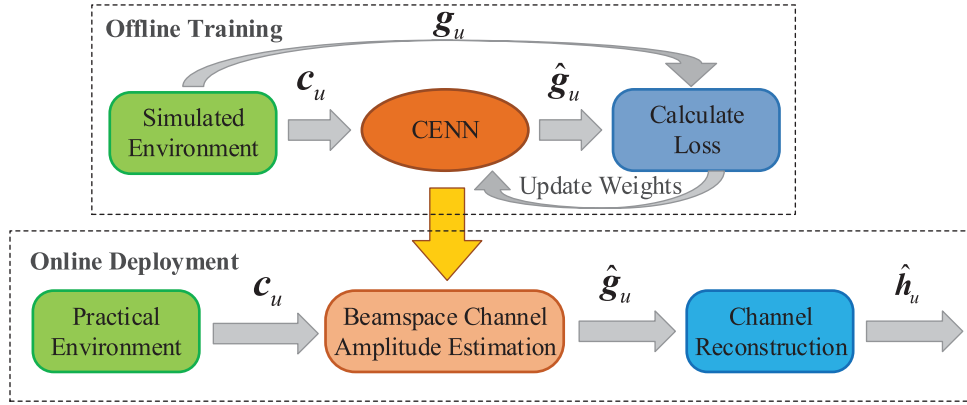 Offline Training
g_u
c_u
ĝ_u
Simulated
Environment
CENN
Calculate
Loss
Update Weights
Online Deployment
c_u
ĝ_u
ĥ_u
Practical
Environment
Beamspace Channel
Amplitude Estimation
Channel
Reconstruction